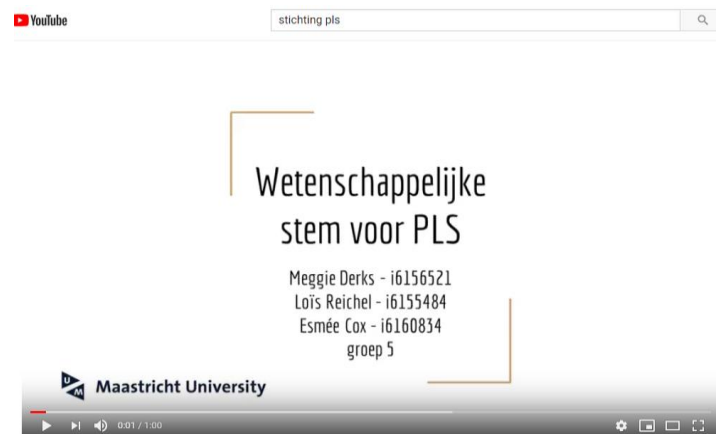 YouTube
stichting pls
Wetenschappelijke
stem voor PLS
Meggie Derks - i6156521
Loïs Reichel - i6155484
Esmée Cox - i6160834
groep 5
UM
Maastricht University
0:01 / 1:00